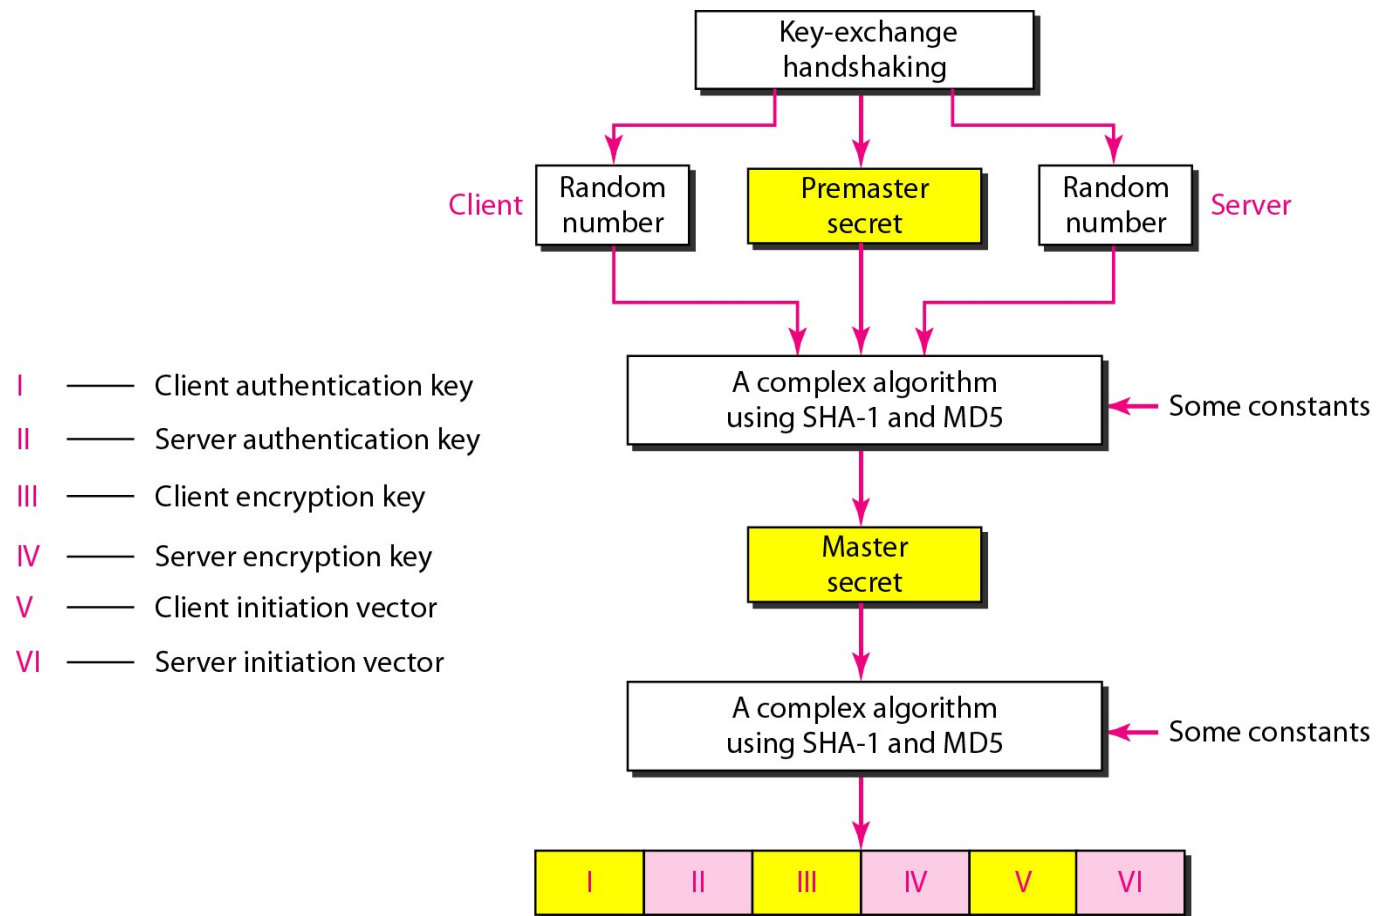 Key-exchange
handshaking
Client
Random
number
Premaster
secret
Random
number
Server
A complex algorithm
using SHA-1 and MD5
Some constants
I Client authentication key
II Server authentication key
III Client encryption key
IV Server encryption key
V Client initiation vector
VI Server initiation vector
Master
secret
A complex algorithm
using SHA-1 and MD5
Some constants
I II III IV V VI